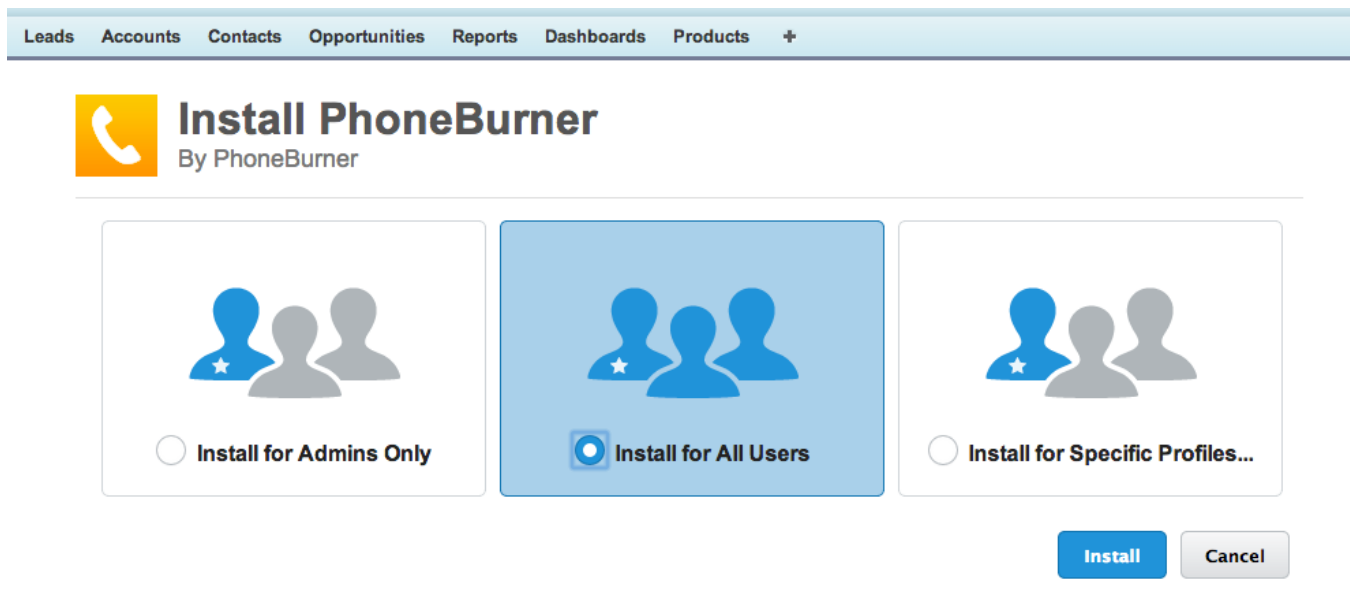 Leads Accounts Contacts Opportunities Reports Dashboards Products +
Install PhoneBurner
By PhoneBurner
Install for Admins Only
Install for All Users
Install for Specific Profiles...
Install Cancel